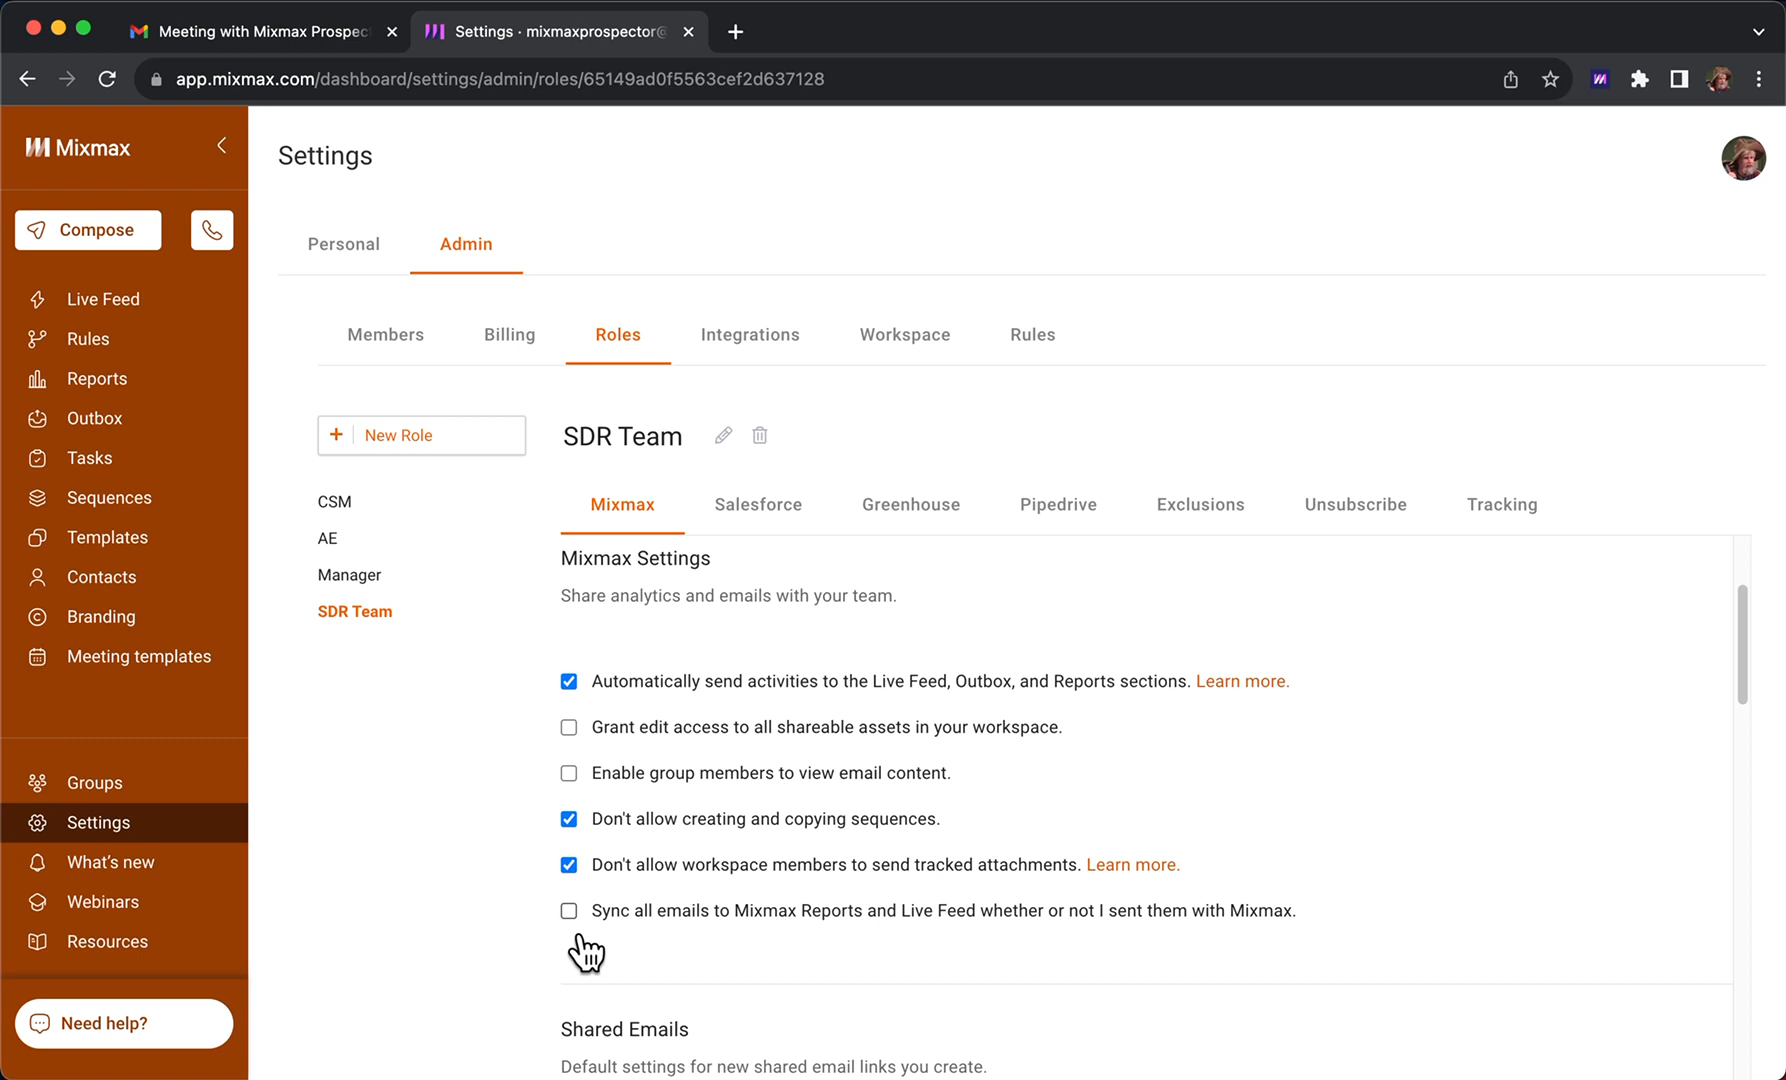 Meeting with Mixmax Prospec
Settings · mixmaxprospector@
app.mixmax.com/dashboard/settings/admin/roles/65149ad0f5563cef2d637128
Mixmax
Compose
Live Feed
Rules
Reports
Outbox
Tasks
Sequences
Templates
Contacts
Branding
Meeting templates
Groups
Settings
What's new
Webinars
Resources
Need help?
Settings
Personal
Admin
Members
Billing
Roles
Integrations
Workspace
Rules
+ New Role
CSM
AE
Manager
SDR Team
SDR Team
Mixmax
Salesforce
Greenhouse
Pipedrive
Exclusions
Unsubscribe
Tracking
Mixmax Settings
Share analytics and emails with your team.
Automatically send activities to the Live Feed, Outbox, and Reports sections. Learn more.
Grant edit access to all shareable assets in your workspace.
Enable group members to view email content.
Don't allow creating and copying sequences.
Don't allow workspace members to send tracked attachments. Learn more.
Sync all emails to Mixmax Reports and Live Feed whether or not I sent them with Mixmax.
Shared Emails
Default settings for new shared email links you create.